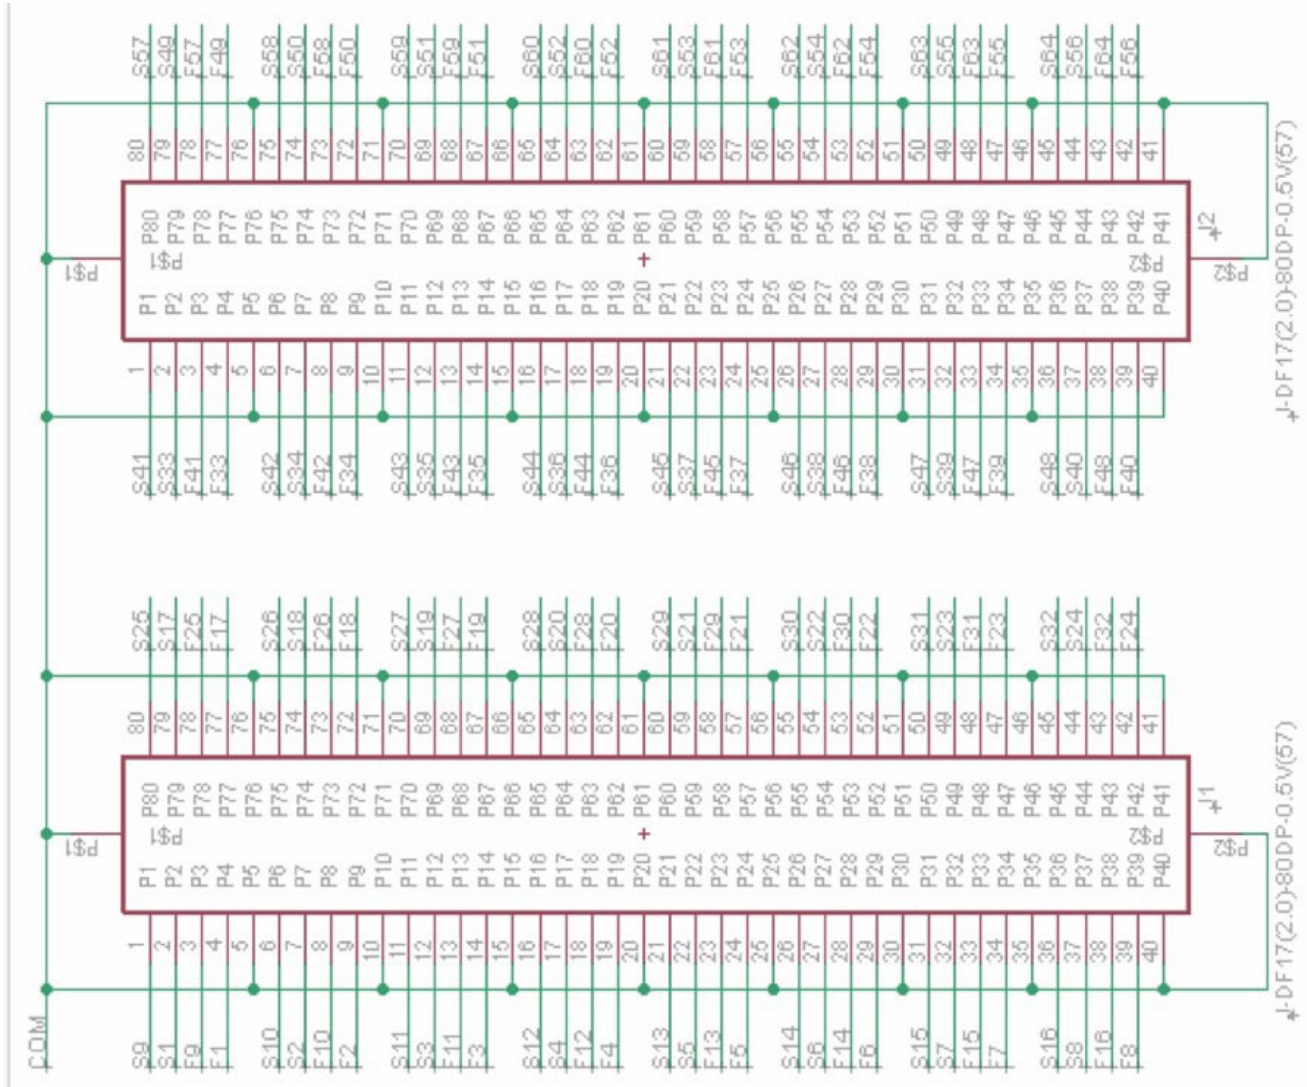 S57 S49 F57 F49 S58 S50 F58 F50 S59 S51 F59 F51 S60 S52 F60 F52 S61 S53 F61 F53 S62 S54 F62 F54 S63 S55 F63 F55 S64 S56 F64 F56
80 79 78 77 76 75 74 73 72 71 70 69 68 67 66 65 64 63 62 61 60 59 58 57 56 55 54 53 52 51 50 49 48 47 46 45 44 43 42 41
P80 P79 P78 P77 P76 P75 P74 P73 P72 P71 P70 P69 P68 P67 P66 P65 P64 P63 P62 P61 P60 P59 P58 P57 P56 P55 P54 P53 P52 P51 P50 P49 P48 P47 P46 P45 P44 P43 P42 P41
J2
P$1 P$1 P$2 P$2
P1 P2 P3 P4 P5 P6 P7 P8 P9 P10 P11 P12 P13 P14 P15 P16 P17 P18 P19 P20 P21 P22 P23 P24 P25 P26 P27 P28 P29 P30 P31 P32 P33 P34 P35 P36 P37 P38 P39 P40
1 2 3 4 5 6 7 8 9 10 11 12 13 14 15 16 17 18 19 20 21 22 23 24 25 26 27 28 29 30 31 32 33 34 35 36 37 38 39 40
J-DF17(2.0)-80DP-0.5V(57)
S41 S33 F41 F33 S42 S34 F42 F34 S43 S35 F43 F35 S44 S36 F44 F36 S45 S37 F45 F37 S46 S38 F46 F38 S47 S39 F47 F39 S48 S40 F48 F40
S25 S17 F25 F17 S26 S18 F26 F18 S27 S19 F27 F19 S28 S20 F28 F20 S29 S21 F29 F21 S30 S22 F30 F22 S31 S23 F31 F23 S32 S24 F32 F24
80 79 78 77 76 75 74 73 72 71 70 69 68 67 66 65 64 63 62 61 60 59 58 57 56 55 54 53 52 51 50 49 48 47 46 45 44 43 42 41
P80 P79 P78 P77 P76 P75 P74 P73 P72 P71 P70 P69 P68 P67 P66 P65 P64 P63 P62 P61 P60 P59 P58 P57 P56 P55 P54 P53 P52 P51 P50 P49 P48 P47 P46 P45 P44 P43 P42 P41
J1
P$1 P$1 P$2 P$2
P1 P2 P3 P4 P5 P6 P7 P8 P9 P10 P11 P12 P13 P14 P15 P16 P17 P18 P19 P20 P21 P22 P23 P24 P25 P26 P27 P28 P29 P30 P31 P32 P33 P34 P35 P36 P37 P38 P39 P40
1 2 3 4 5 6 7 8 9 10 11 12 13 14 15 16 17 18 19 20 21 22 23 24 25 26 27 28 29 30 31 32 33 34 35 36 37 38 39 40
J-DF17(2.0)-80DP-0.5V(57)
COM
S9 S1 F9 F1 S10 S2 F10 F2 S11 S3 F11 F3 S12 S4 F12 F4 S13 S5 F13 F5 S14 S6 F14 F6 S15 S7 F15 F7 S16 S8 F16 F8